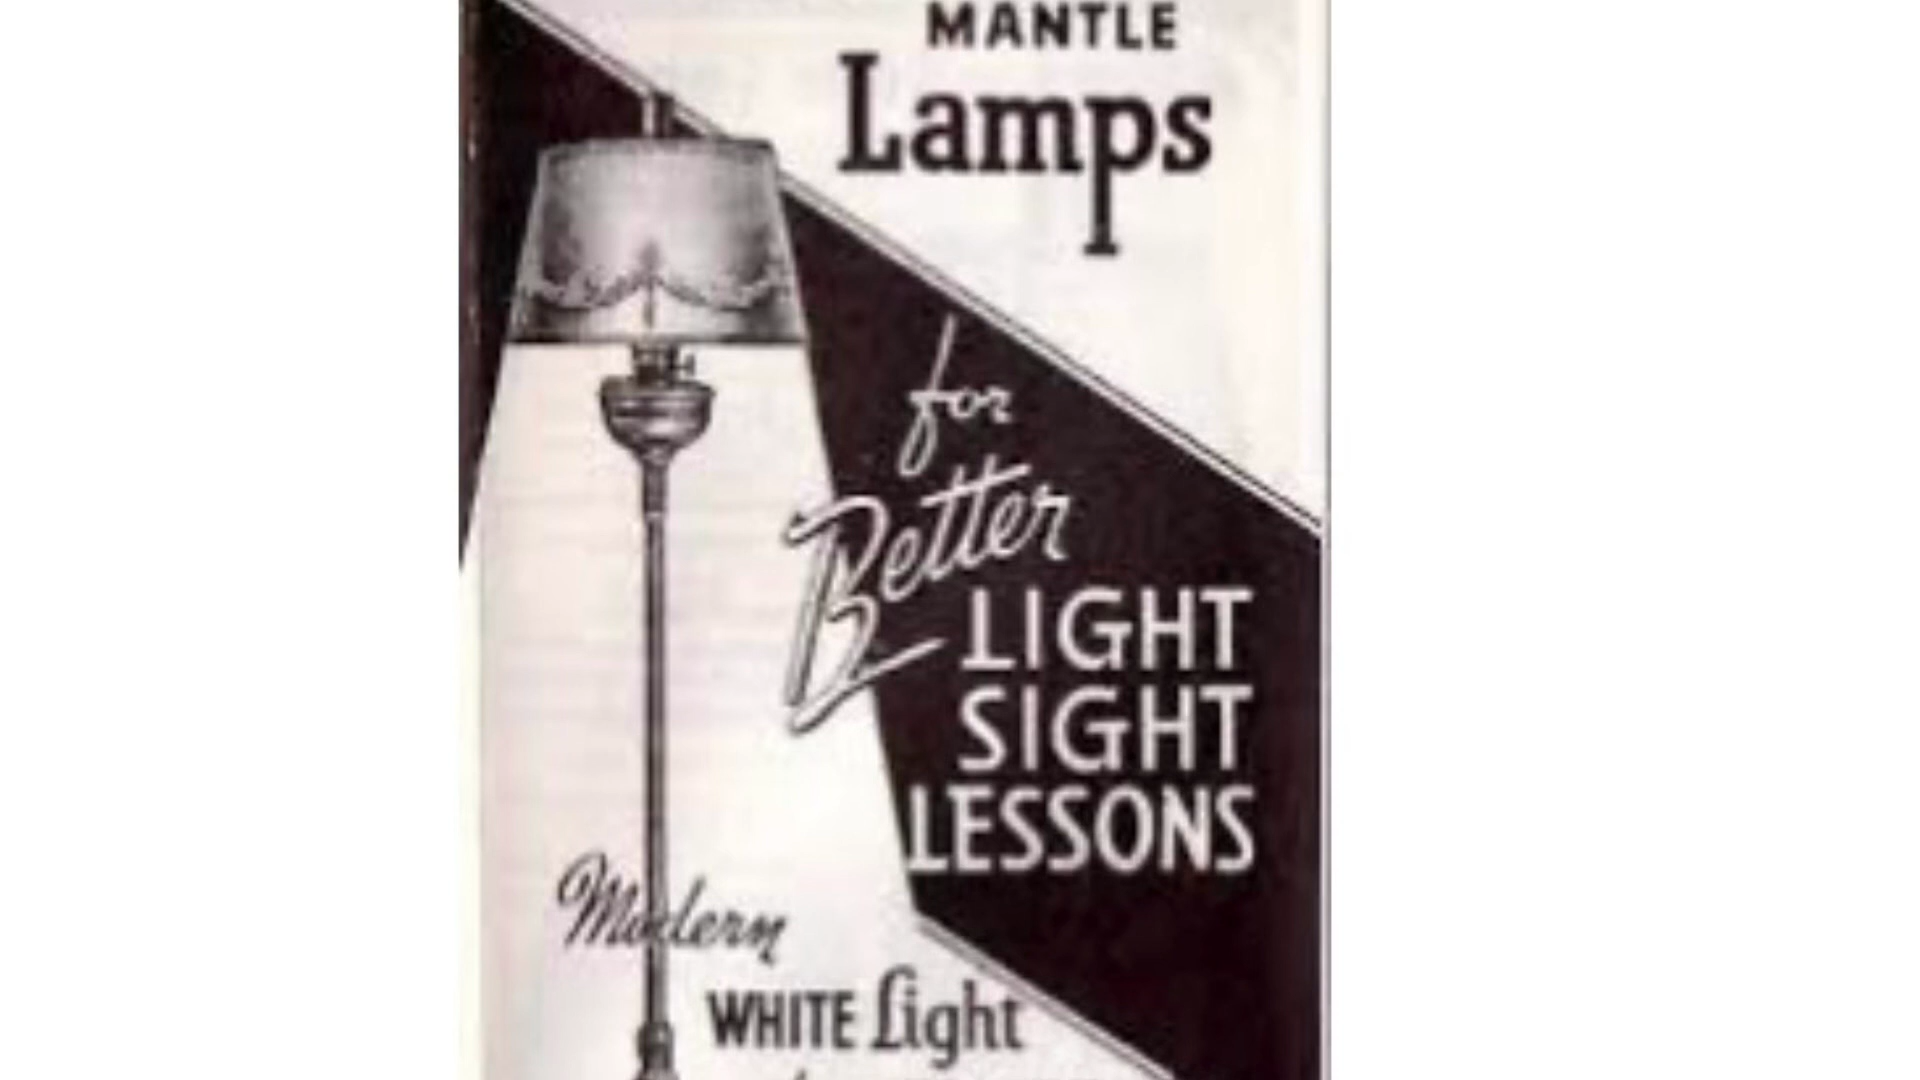 MANTLE
Lamps
for
Better
LIGHT
SIGHT
LESSONS
Modern
WHITE Light